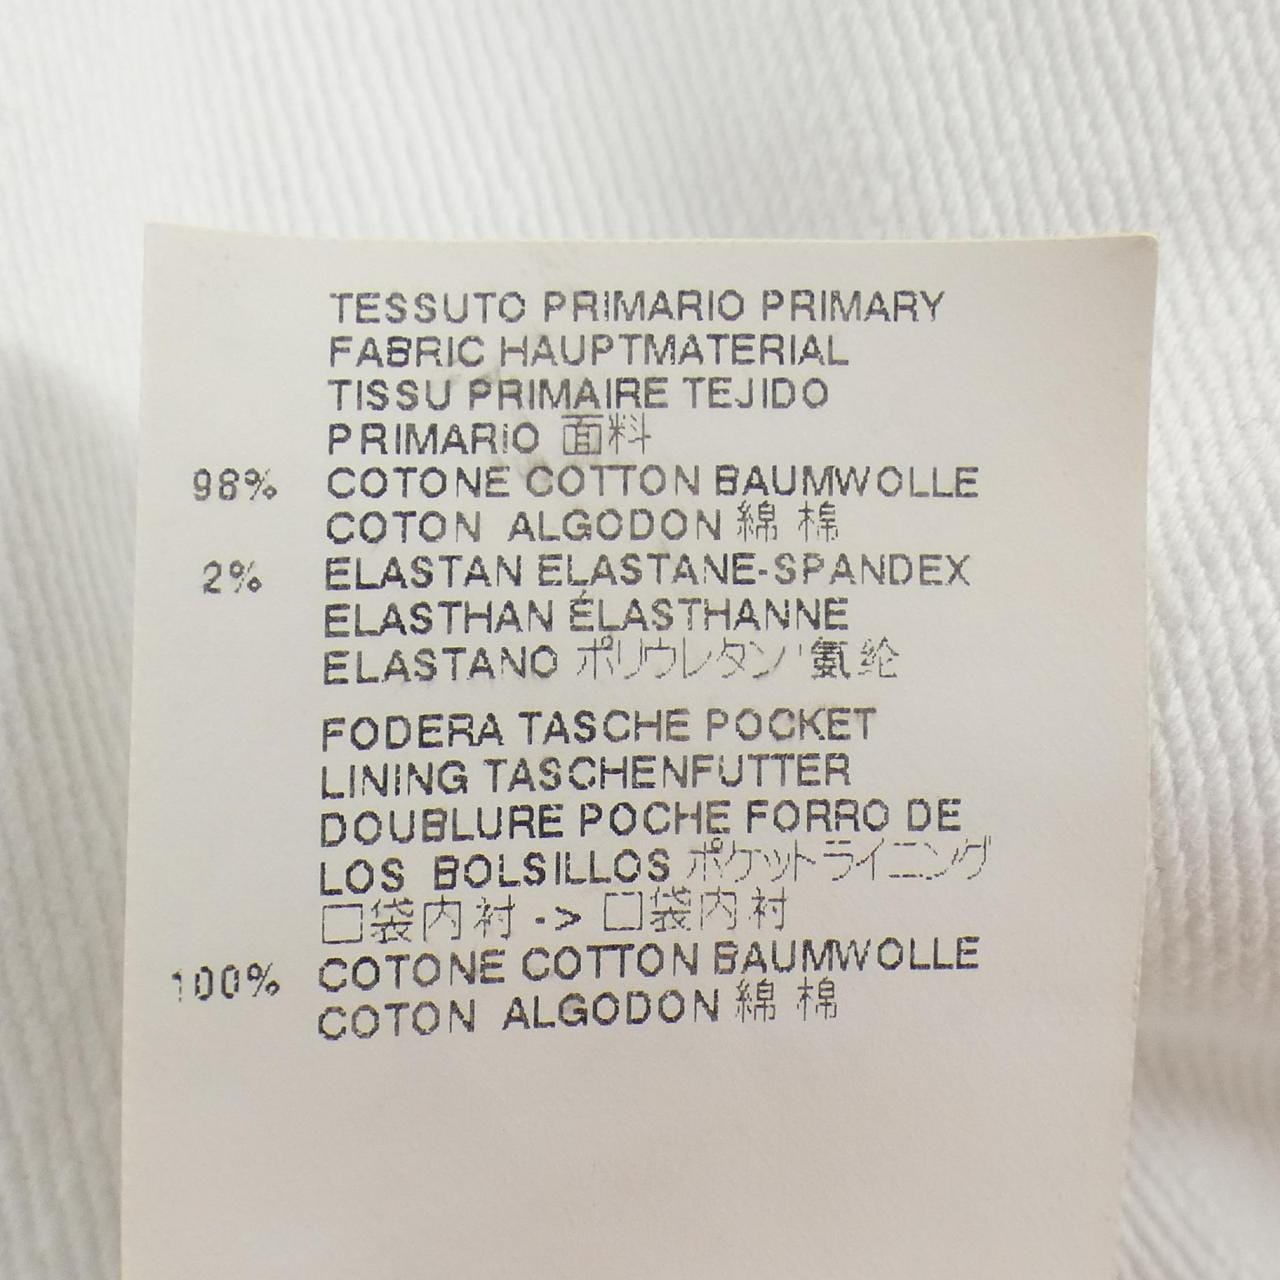 TESSUTO PRIMARIO PRIMARY
FABRIC HAUPTMATERIAL
TISSU PRIMAIRE TEJIDO
PRIMARIO 面料
98% COTONE COTTON BAUMWOLLE
COTON ALGODON 綿 棉
2% ELASTAN ELASTANE-SPANDEX
ELASTHAN ÉLASTHANNE
ELASTANO ポリウレタン' 氨纶
FODERA TASCHE POCKET
LINING TASCHENFUTTER
DOUBLURE POCHE FORRO DE
LOS BOLSILLOS ポケットライニング
口袋内衬 -> 口袋内衬
100% COTONE COTTON BAUMWOLLE
COTON ALGODON 綿 棉